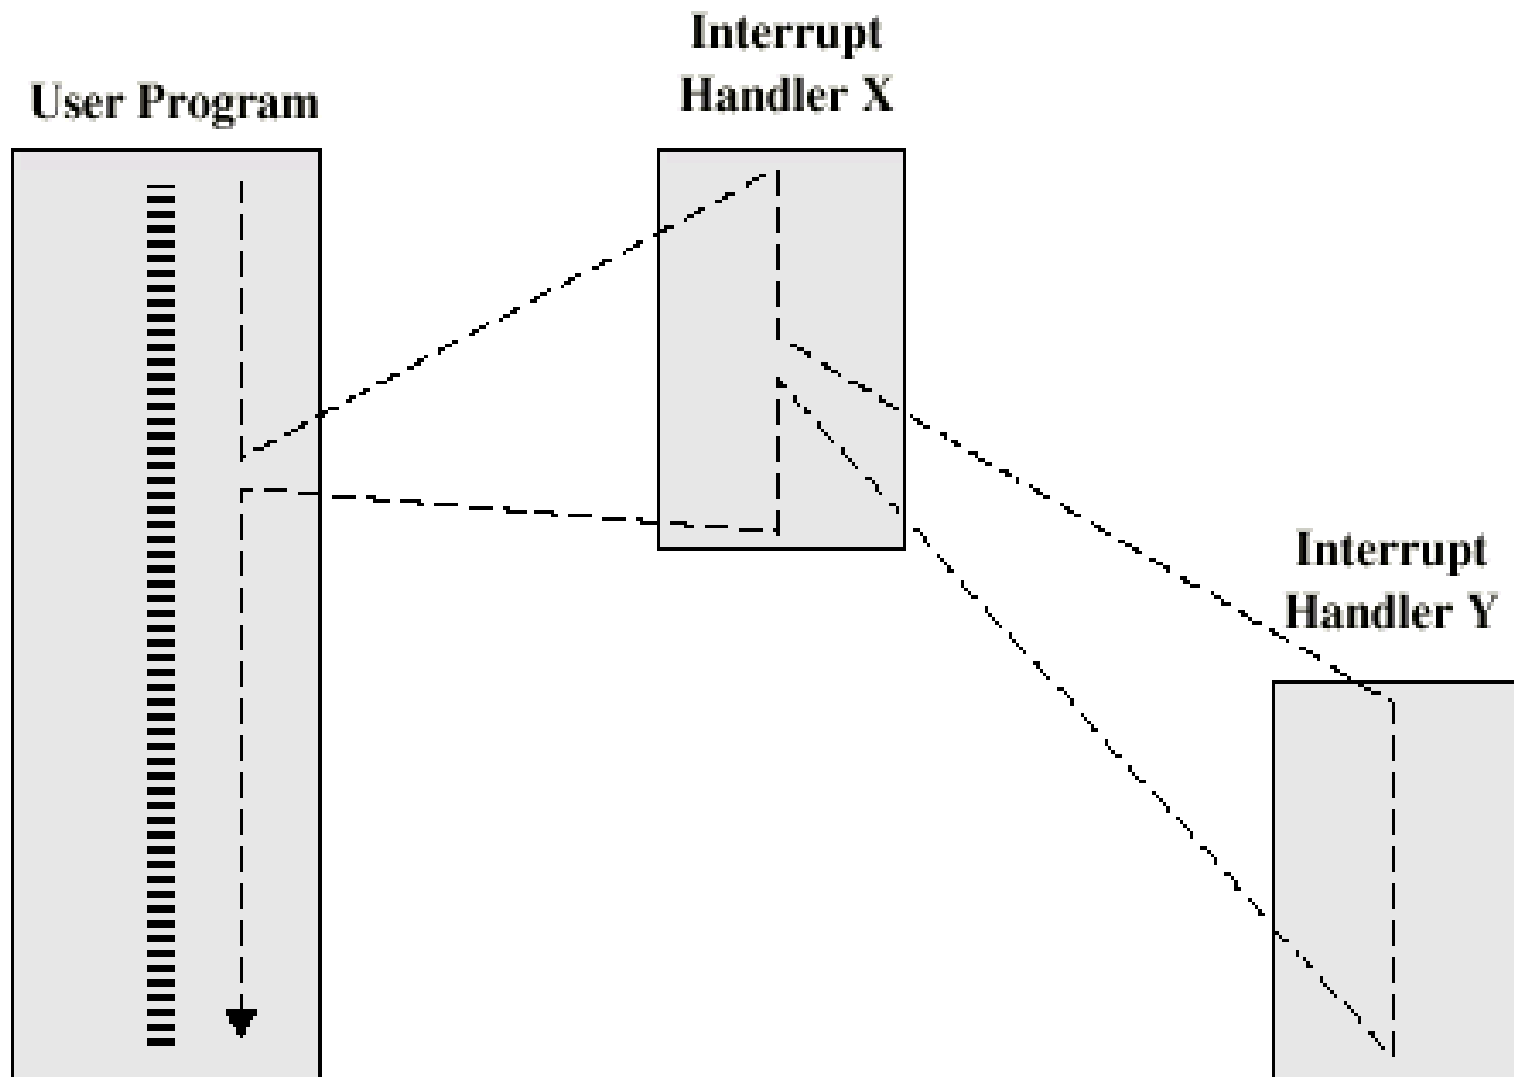 User Program
Interrupt
Handler X
Interrupt
Handler Y